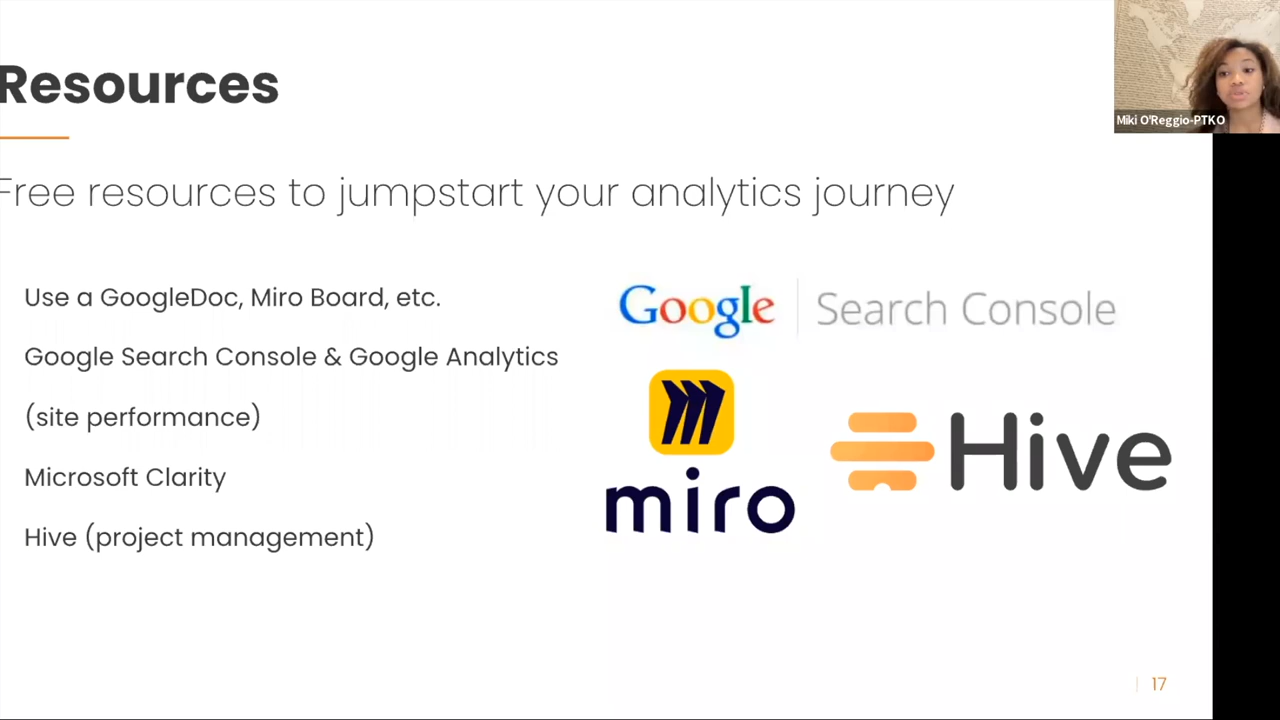 Resources
Free resources to jumpstart your analytics journey
Use a GoogleDoc, Miro Board, etc.
Google Search Console & Google Analytics
(site performance)
Microsoft Clarity
Hive (project management)
Google | Search Console
miro
Hive
Miki O'Reggio-PTKO
| 17